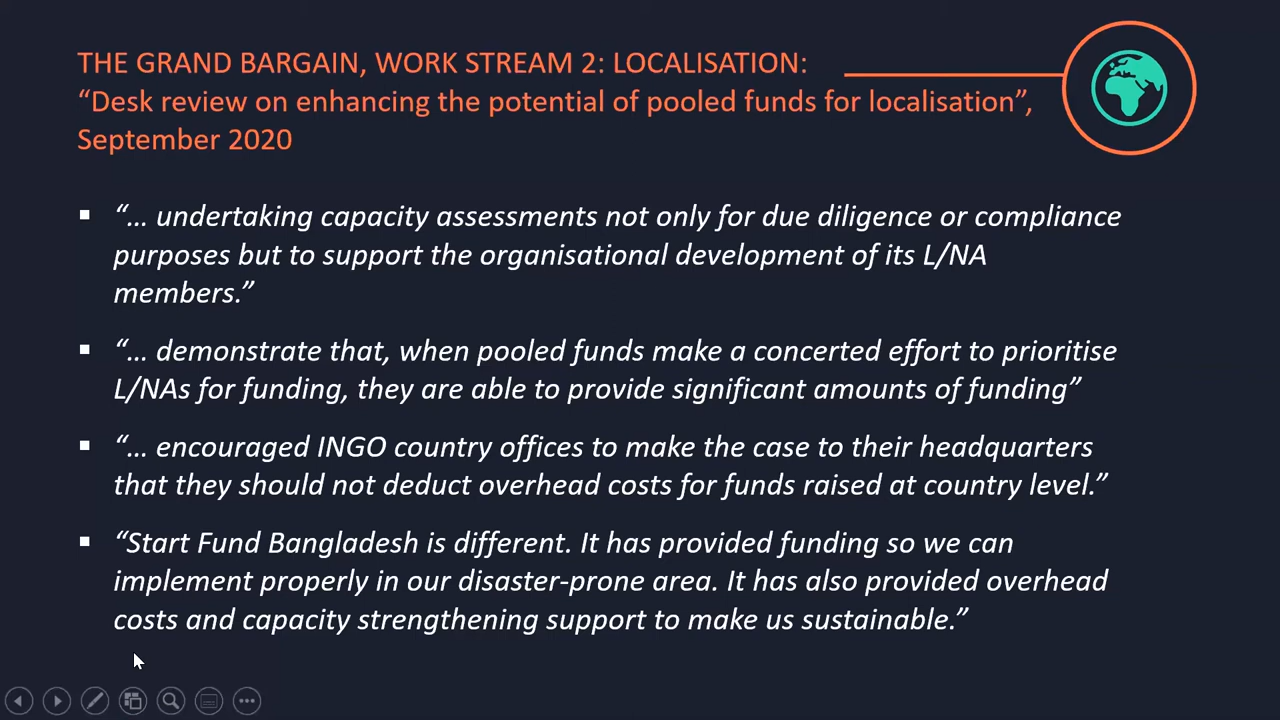 THE GRAND BARGAIN, WORK STREAM 2: LOCALISATION:
“Desk review on enhancing the potential of pooled funds for localisation”,
September 2020
“... undertaking capacity assessments not only for due diligence or compliance
purposes but to support the organisational development of its L/NA
members.”
“... demonstrate that, when pooled funds make a concerted effort to prioritise
L/NAs for funding, they are able to provide significant amounts of funding”
“... encouraged INGO country offices to make the case to their headquarters
that they should not deduct overhead costs for funds raised at country level.”
“Start Fund Bangladesh is different. It has provided funding so we can
implement properly in our disaster-prone area. It has also provided overhead
costs and capacity strengthening support to make us sustainable.”